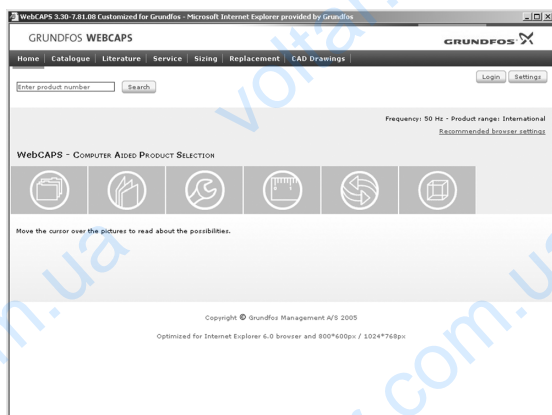 WebCAPS 3.30-7.81.08 Customized for Grundfos - Microsoft Internet Explorer provided by Grundfos
GRUNDFOS WEBCAPS
GRUNDFOS
Home Catalogue Literature Service Sizing Replacement CAD Drawings
Login Settings
Enter product number Search
Frequency: 50 Hz - Product range: International
Recommended browser settings
WebCAPS - Computer Aided Product Selection
Move the cursor over the pictures to read about the possibilities.
Copyright © Grundfos Management A/S 2005
Optimized for Internet Explorer 6.0 browser and 800*600px / 1024*768px